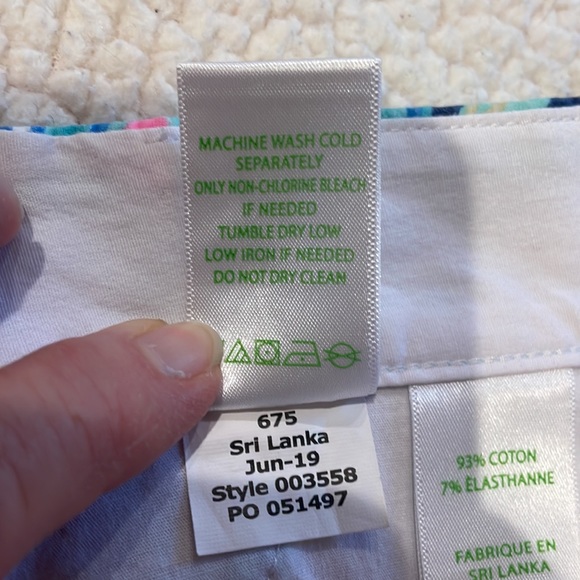 MACHINE WASH COLD
SEPARATELY
ONLY NON-CHLORINE BLEACH
IF NEEDED
TUMBLE DRY LOW
LOW IRON IF NEEDED
DO NOT DRY CLEAN
675
Sri Lanka
Jun-19
Style 003558
PO 051497
93% COTON
7% ÉLASTHANNE
FABRIQUE EN
SRI LANKA